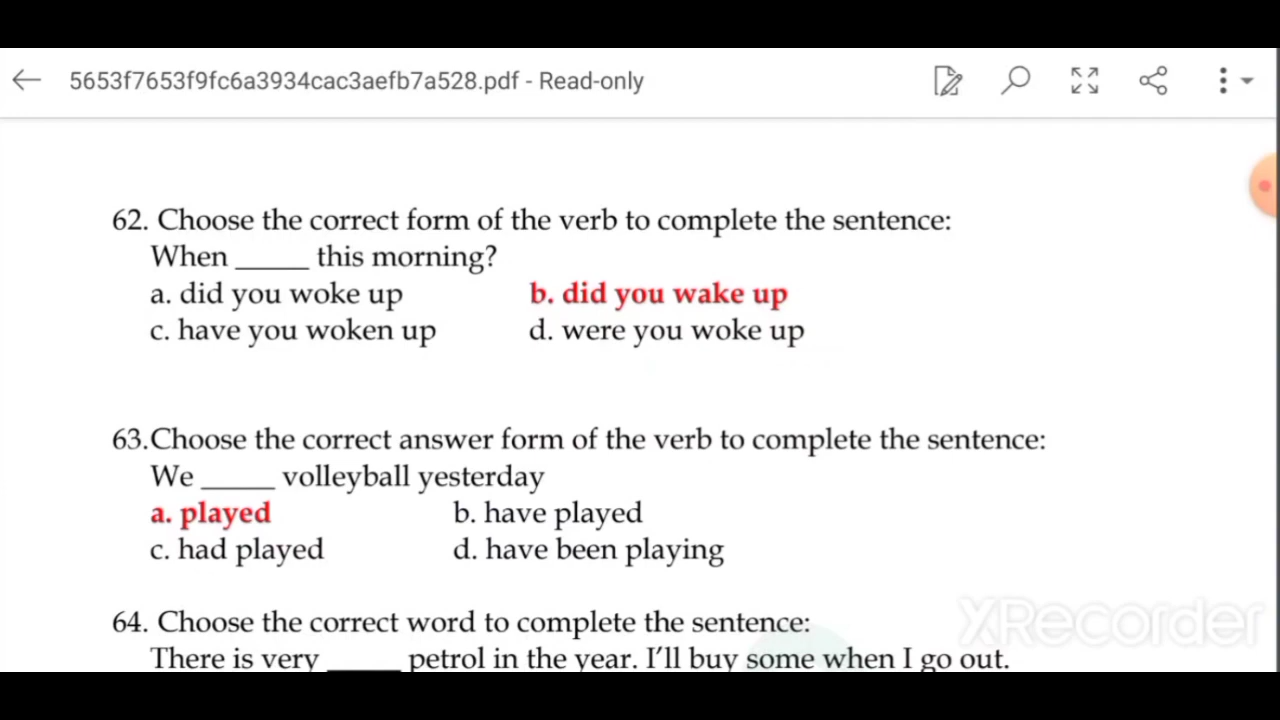 5653f7653f9fc6a3934cac3aefb7a528.pdf - Read-only
62. Choose the correct form of the verb to complete the sentence:
When _____ this morning?
a. did you woke up b. did you wake up
c. have you woken up d. were you woke up
63.Choose the correct answer form of the verb to complete the sentence:
We _____ volleyball yesterday
a. played b. have played
c. had played d. have been playing
64. Choose the correct word to complete the sentence:
There is very _____ petrol in the year. I'll buy some when I go out.
XRecorder